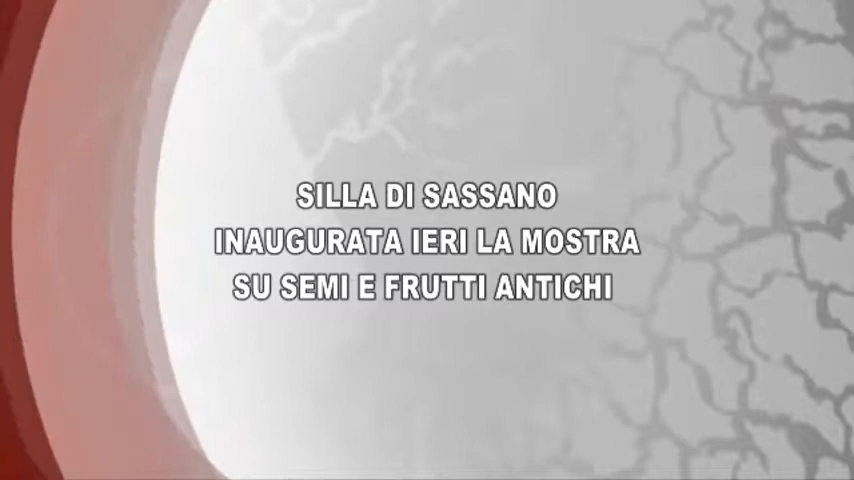 SILLA DI SASSANO
INAUGURATA IERI LA MOSTRA
SU SEMI E FRUTTI ANTICHI